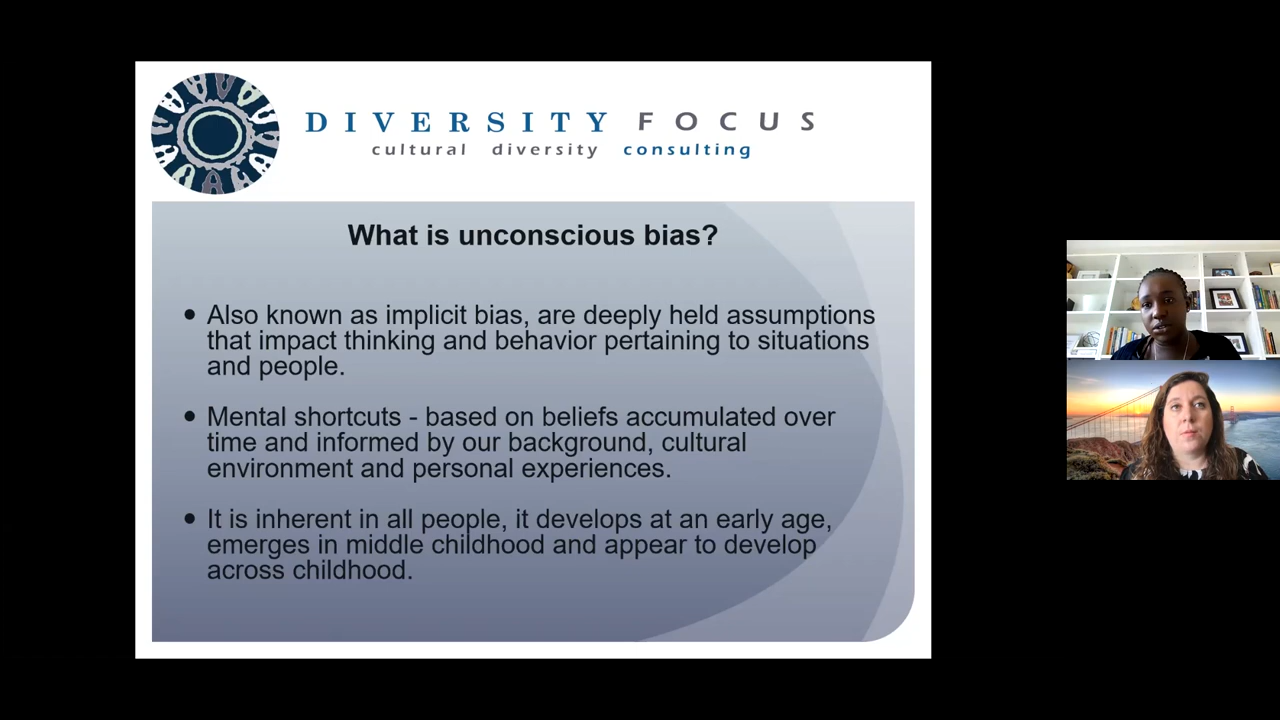 DIVERSITY FOCUS
cultural diversity consulting
What is unconscious bias?
• Also known as implicit bias, are deeply held assumptions
that impact thinking and behavior pertaining to situations
and people.
• Mental shortcuts - based on beliefs accumulated over
time and informed by our background, cultural
environment and personal experiences.
• It is inherent in all people, it develops at an early age,
emerges in middle childhood and appear to develop
across childhood.